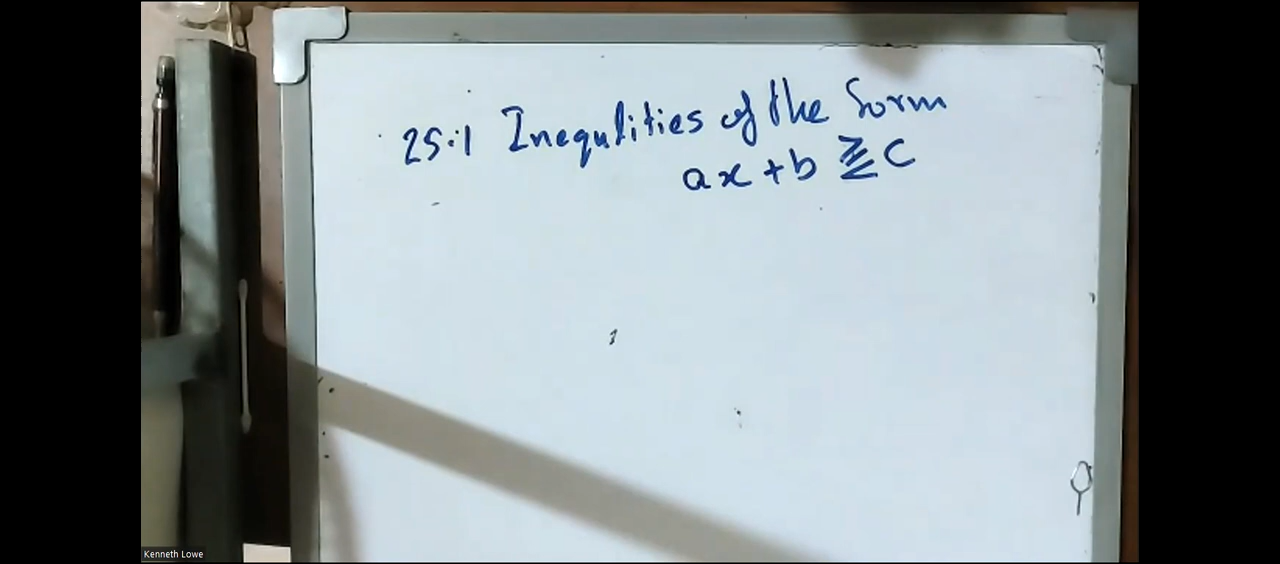 25.1 Inequlities of the form
ax + b ⪌ C
Kenneth Lowe